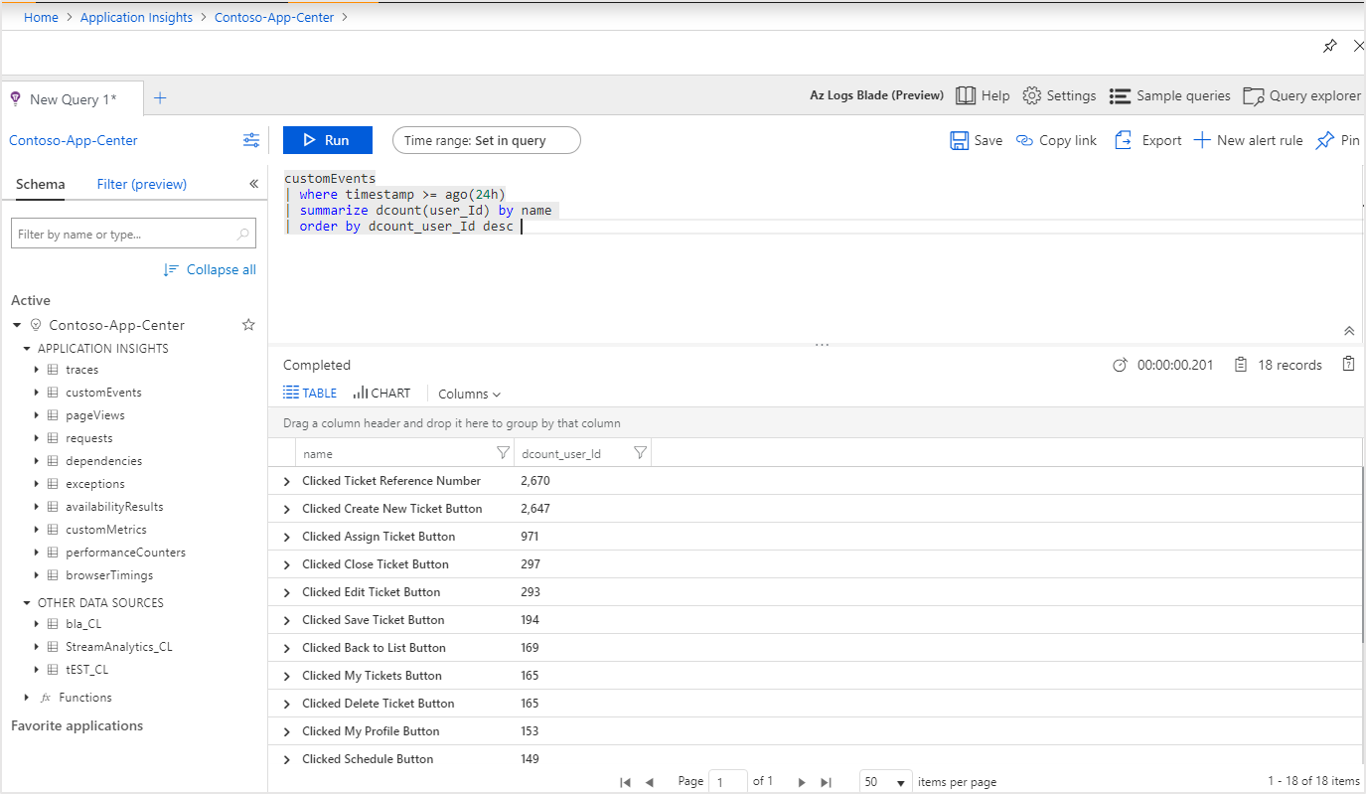 Home > Application Insights > Contoso-App-Center >
New Query 1* +
Az Logs Blade (Preview) Help Settings Sample queries Query explorer
Contoso-App-Center
Run
Time range: Set in query
Save Copy link Export New alert rule Pin
Schema Filter (preview) «
Filter by name or type...
Collapse all
Active
Contoso-App-Center
APPLICATION INSIGHTS
traces
customEvents
pageViews
requests
dependencies
exceptions
availabilityResults
customMetrics
performanceCounters
browserTimings
OTHER DATA SOURCES
bla_CL
StreamAnalytics_CL
tEST_CL
fx Functions
Favorite applications
customEvents
| where timestamp >= ago(24h)
| summarize dcount(user_Id) by name
| order by dcount_user_Id desc
...
Completed 00:00:00.201 18 records
TABLE CHART Columns
Drag a column header and drop it here to group by that column
name dcount_user_Id
Clicked Ticket Reference Number 2,670
Clicked Create New Ticket Button 2,647
Clicked Assign Ticket Button 971
Clicked Close Ticket Button 297
Clicked Edit Ticket Button 293
Clicked Save Ticket Button 194
Clicked Back to List Button 169
Clicked My Tickets Button 165
Clicked Delete Ticket Button 165
Clicked My Profile Button 153
Clicked Schedule Button 149
Page 1 of 1 50 items per page 1 - 18 of 18 items